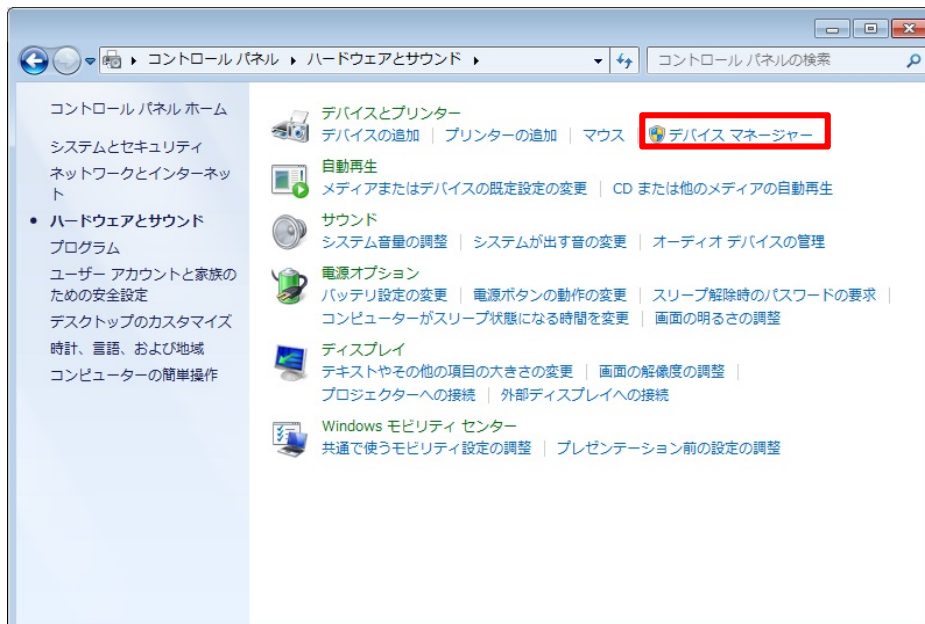 コントロール パネル ハードウェアとサウンド
コントロール パネルの検索
コントロール パネル ホーム
システムとセキュリティ
ネットワークとインターネッ
ト
ハードウェアとサウンド
プログラム
ユーザー アカウントと家族の
ための安全設定
デスクトップのカスタマイズ
時計、言語、および地域
コンピューターの簡単操作
デバイスとプリンター
デバイスの追加 | プリンターの追加 | マウス | デバイス マネージャー
自動再生
メディアまたはデバイスの既定設定の変更 | CD または他のメディアの自動再生
サウンド
システム音量の調整 | システムが出す音の変更 | オーディオ デバイスの管理
電源オプション
バッテリ設定の変更 | 電源ボタンの動作の変更 | スリープ解除時のパスワードの要求 |
コンピューターがスリープ状態になる時間を変更 | 画面の明るさの調整
ディスプレイ
テキストやその他の項目の大きさの変更 | 画面の解像度の調整 |
プロジェクターへの接続 | 外部ディスプレイへの接続
Windows モビリティ センター
共通で使うモビリティ設定の調整 | プレゼンテーション前の設定の調整